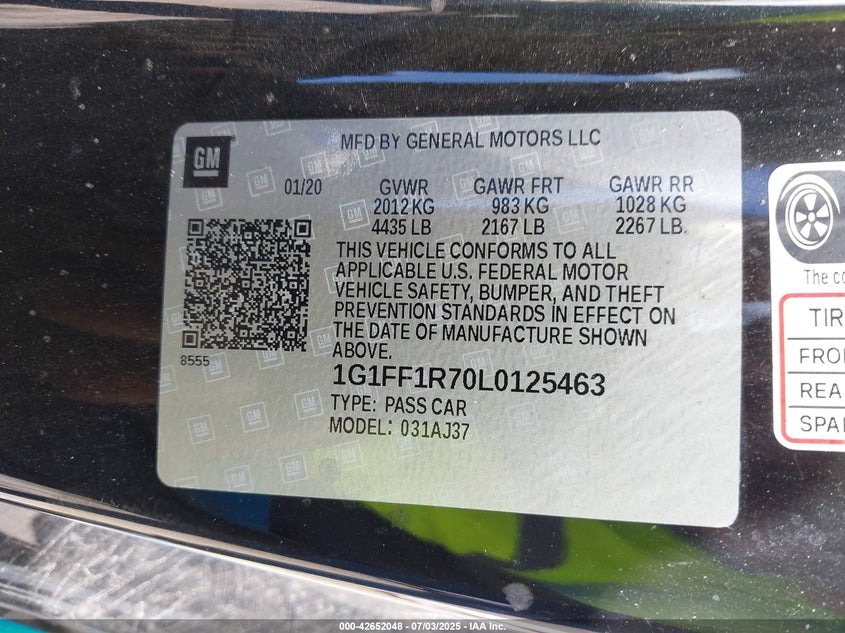 GM
MFD BY GENERAL MOTORS LLC
01/20 GVWR GAWR FRT GAWR RR
2012 KG 983 KG 1028 KG
4435 LB 2167 LB 2267 LB
THIS VEHICLE CONFORMS TO ALL
APPLICABLE U.S. FEDERAL MOTOR
VEHICLE SAFETY, BUMPER, AND THEFT
PREVENTION STANDARDS IN EFFECT ON
THE DATE OF MANUFACTURE SHOWN
ABOVE.
8555
1G1FF1R70L0125463
TYPE: PASS CAR
MODEL: 031AJ37
The co
TIR
FRO
REA
SPA
000-42652048 - 07/03/2025 - IAA Inc.